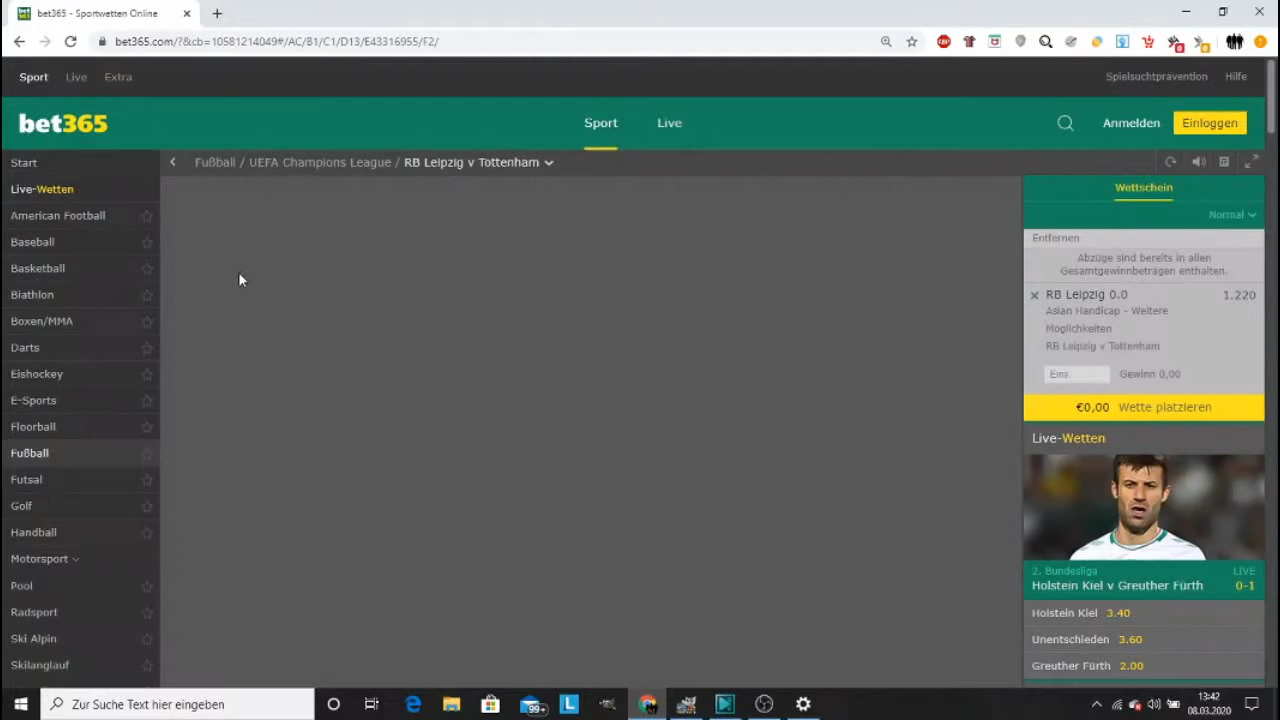 bet365 - Sportwetten Online
bet365.com/?&cb=10581214049#/AC/B1/C1/D13/E43316955/F2/
ABP
Sport Live Extra
Spielsuchtprävention Hilfe
bet365
Sport Live
Anmelden Einloggen
Start
Live-Wetten
American Football
Baseball
Basketball
Biathlon
Boxen/MMA
Darts
Eishockey
E-Sports
Floorball
Fußball
Futsal
Golf
Handball
Motorsport
Pool
Radsport
Ski Alpin
Skilanglauf
Fußball / UEFA Champions League / RB Leipzig v Tottenham
Wettschein
Normal
Entfernen
Abzüge sind bereits in allen
Gesamtgewinnbeträgen enthalten.
RB Leipzig 0.0 1.220
Asian Handicap - Weitere
Möglichkeiten
RB Leipzig v Tottenham
Eins. Gewinn 0,00
€0,00 Wette platzieren
Live-Wetten
2. Bundesliga LIVE
Holstein Kiel v Greuther Fürth 0-1
Holstein Kiel 3.40
Unentschieden 3.60
Greuther Fürth 2.00
Zur Suche Text hier eingeben
99+
L
13:42
08.03.2020